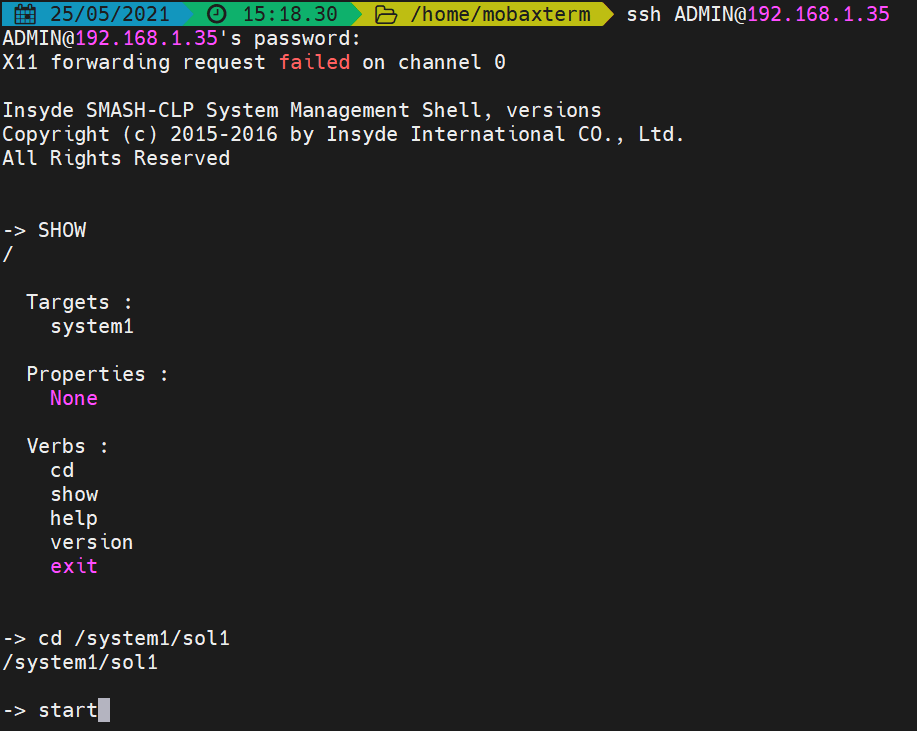 25/05/2021 15:18.30 /home/mobaxterm ssh ADMIN@192.168.1.35
ADMIN@192.168.1.35's password:
X11 forwarding request failed on channel 0
Insyde SMASH-CLP System Management Shell, versions
Copyright (c) 2015-2016 by Insyde International CO., Ltd.
All Rights Reserved
-> SHOW
/
Targets :
system1
Properties :
None
Verbs :
cd
show
help
version
exit
-> cd /system1/sol1
/system1/sol1
-> start